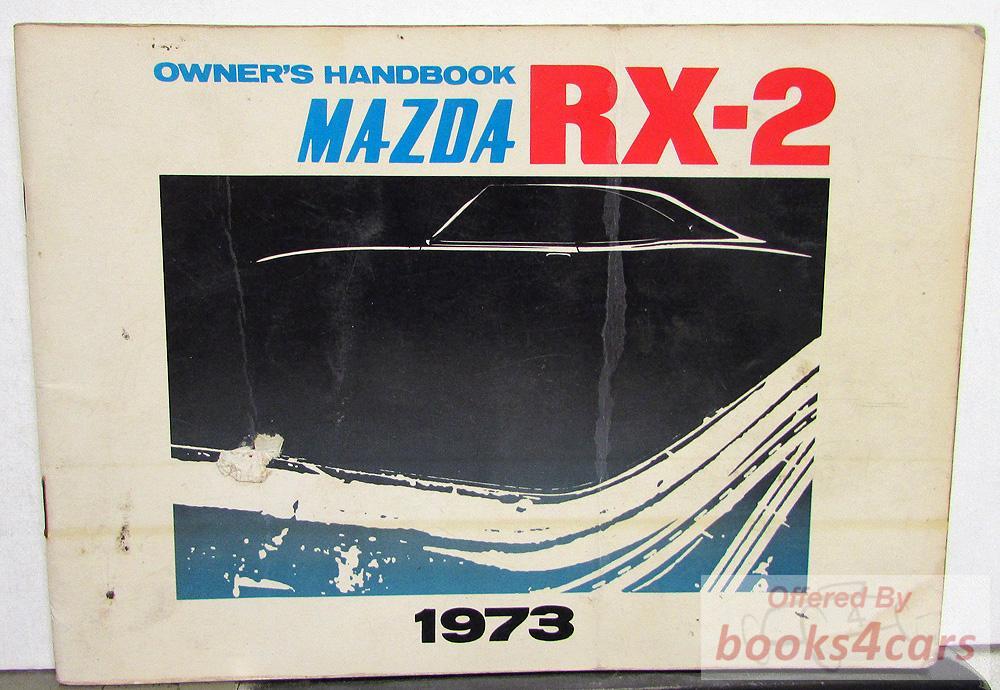 OWNER'S HANDBOOK
MAZDA RX-2
1973
Offered By
books4cars